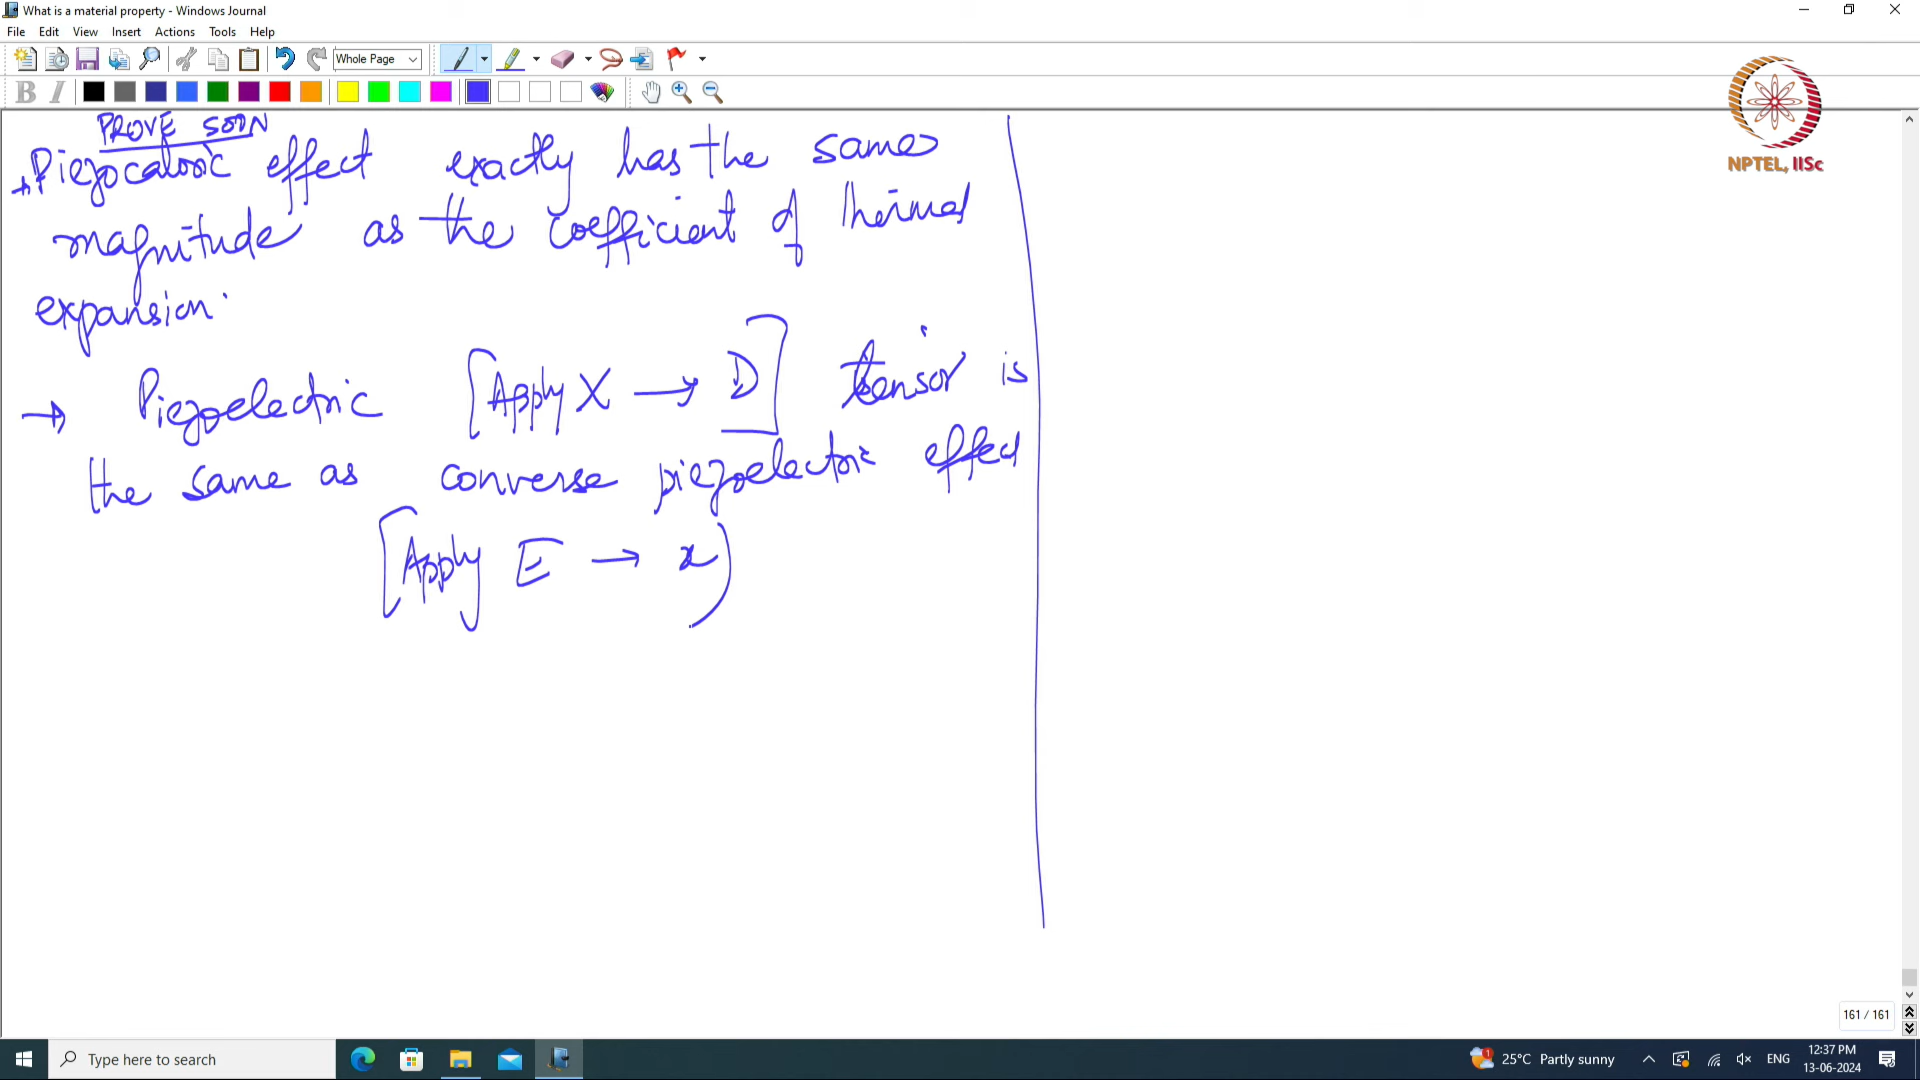 What is a material property - Windows Journal
File Edit View Insert Actions Tools Help
Whole Page
B I
PROVE SOON
→ Piezocaloric effect exactly has the same
magnitude as the coefficient of thermal
expansion.
→ Piezoelectric [Apply X → D] tensor is
the same as converse piezoelectric effect
[Apply E → x)
NPTEL, IISc
161 / 161
Type here to search
1
25°C Partly sunny
ENG
12:37 PM
13-06-2024